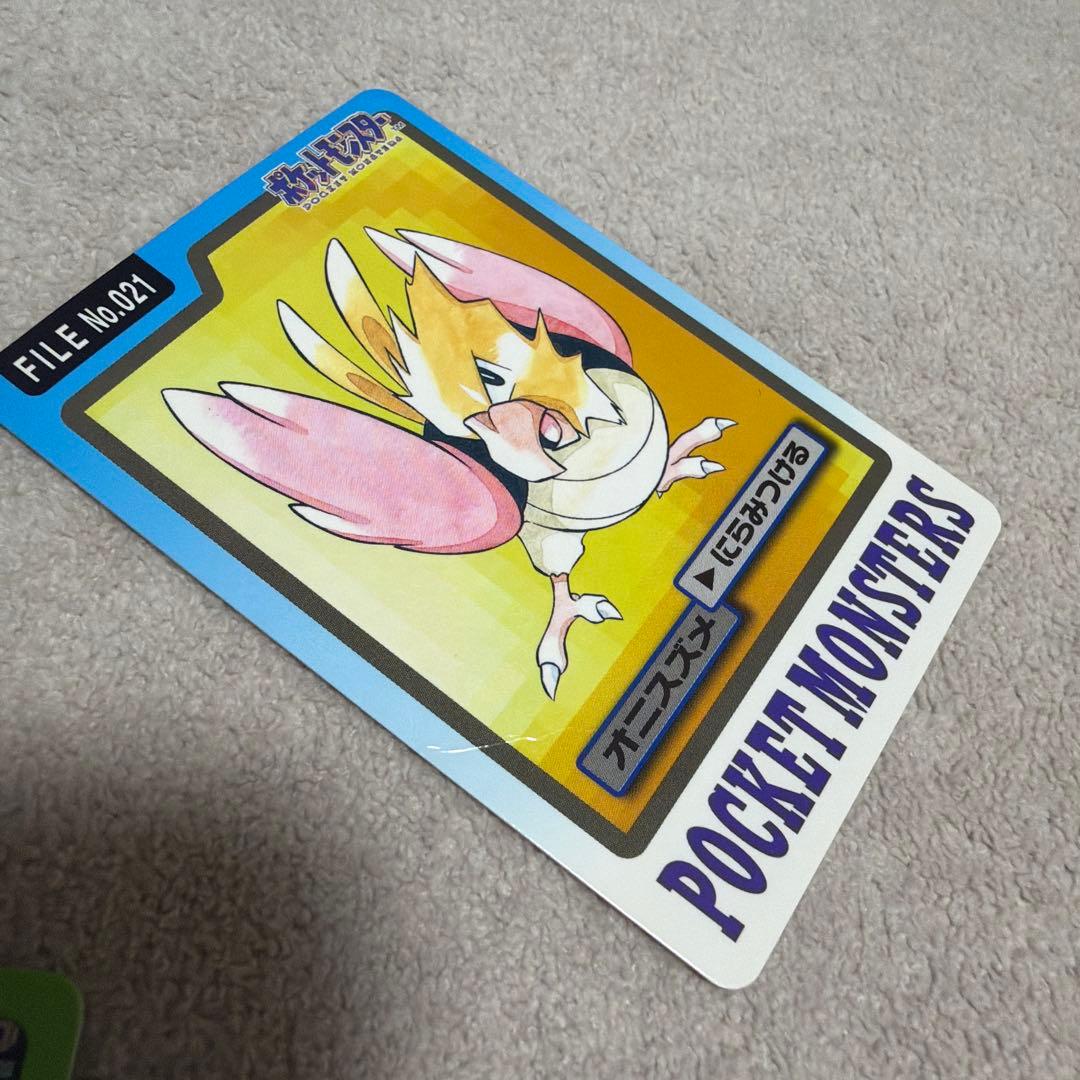 ポケットモンスター
POCKET MONSTERS
FILE No.021
▶にらみつける
オニスズメ
POCKET MONSTERS